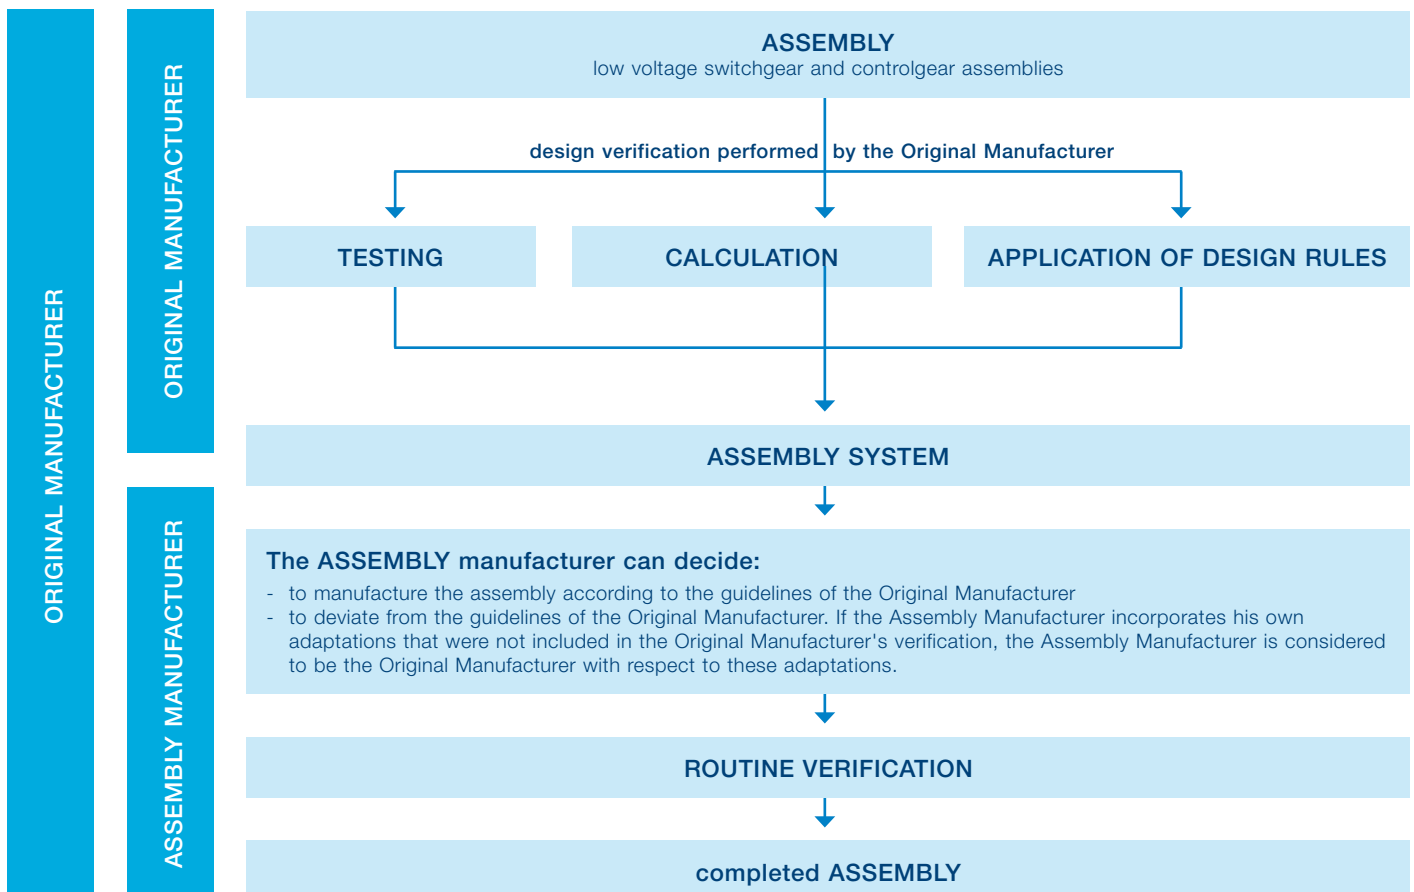 ORIGINAL MANUFACTURER
ORIGINAL MANUFACTURER
ASSEMBLY
low voltage switchgear and controlgear assemblies
design verification performed by the Original Manufacturer
TESTING
CALCULATION
APPLICATION OF DESIGN RULES
ASSEMBLY SYSTEM
ASSEMBLY MANUFACTURER
The ASSEMBLY manufacturer can decide:
- to manufacture the assembly according to the guidelines of the Original Manufacturer
- to deviate from the guidelines of the Original Manufacturer. If the Assembly Manufacturer incorporates his own
adaptations that were not included in the Original Manufacturer's verification, the Assembly Manufacturer is considered
to be the Original Manufacturer with respect to these adaptations.
ROUTINE VERIFICATION
completed ASSEMBLY